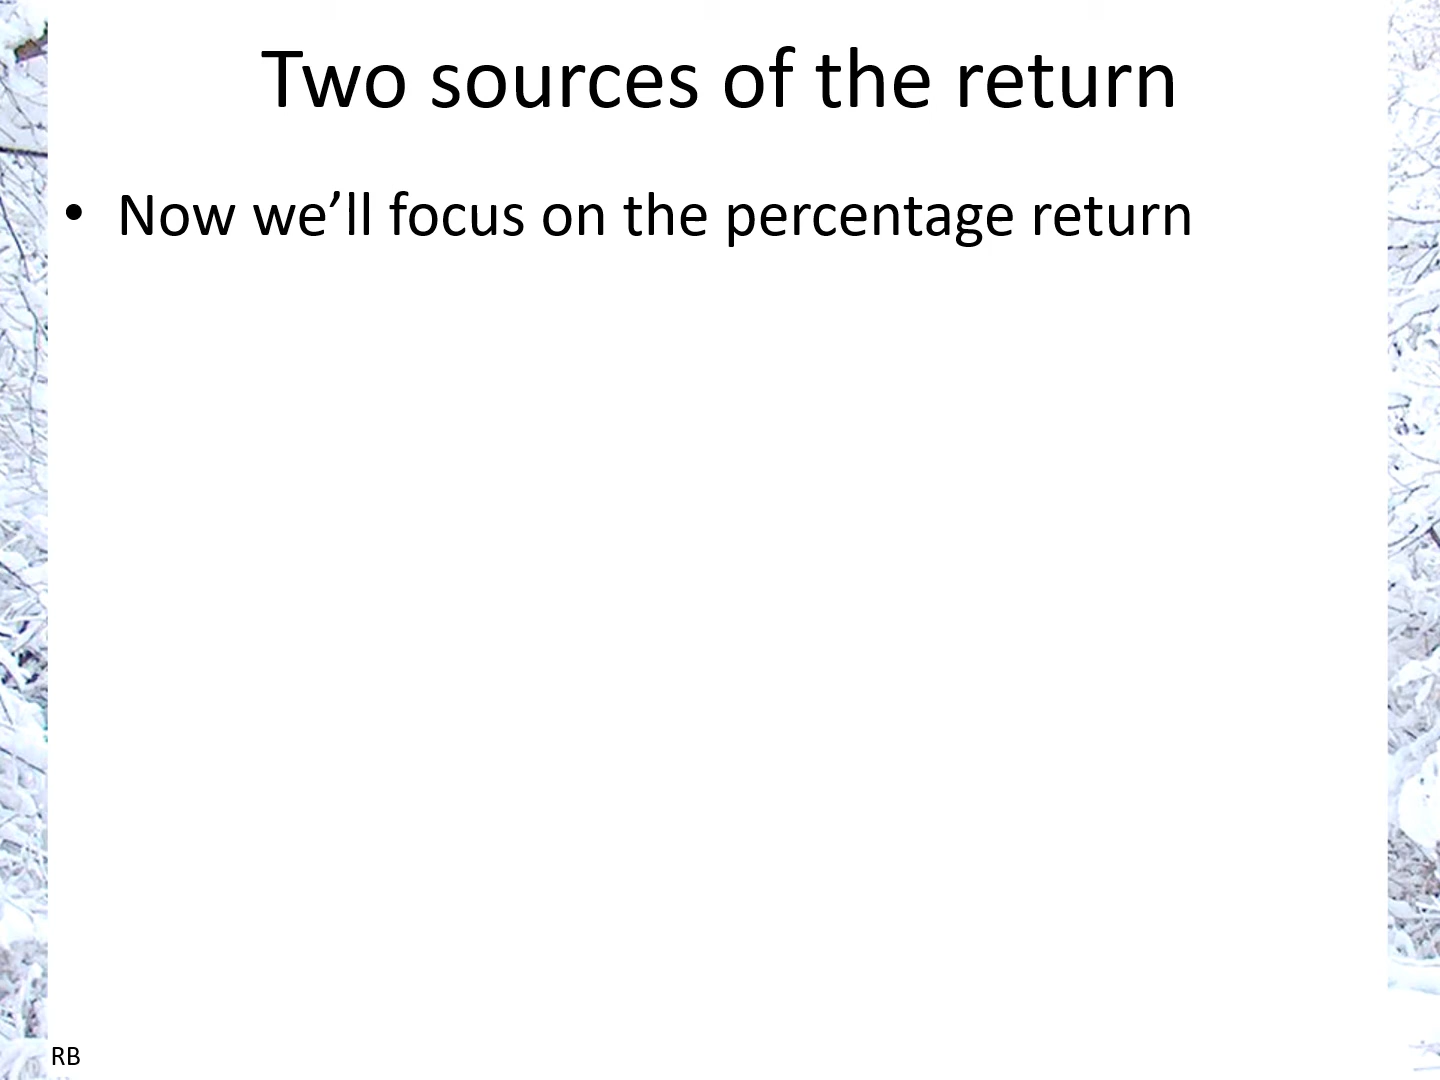 Two sources of the return
• Now we’ll focus on the percentage return
RB